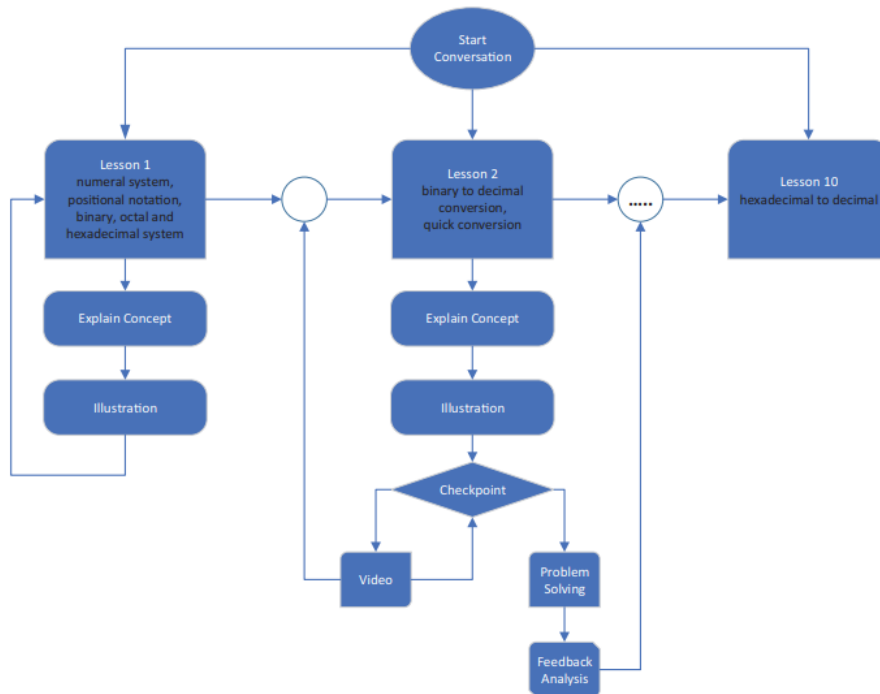 Start
Conversation
Lesson 1
numeral system,
positional notation,
binary, octal and
hexadecimal system
Lesson 2
binary to decimal
conversion,
quick conversion
.....
Lesson 10
hexadecimal to decimal
Explain Concept
Explain Concept
Illustration
Illustration
Checkpoint
Video
Problem
Solving
Feedback
Analysis